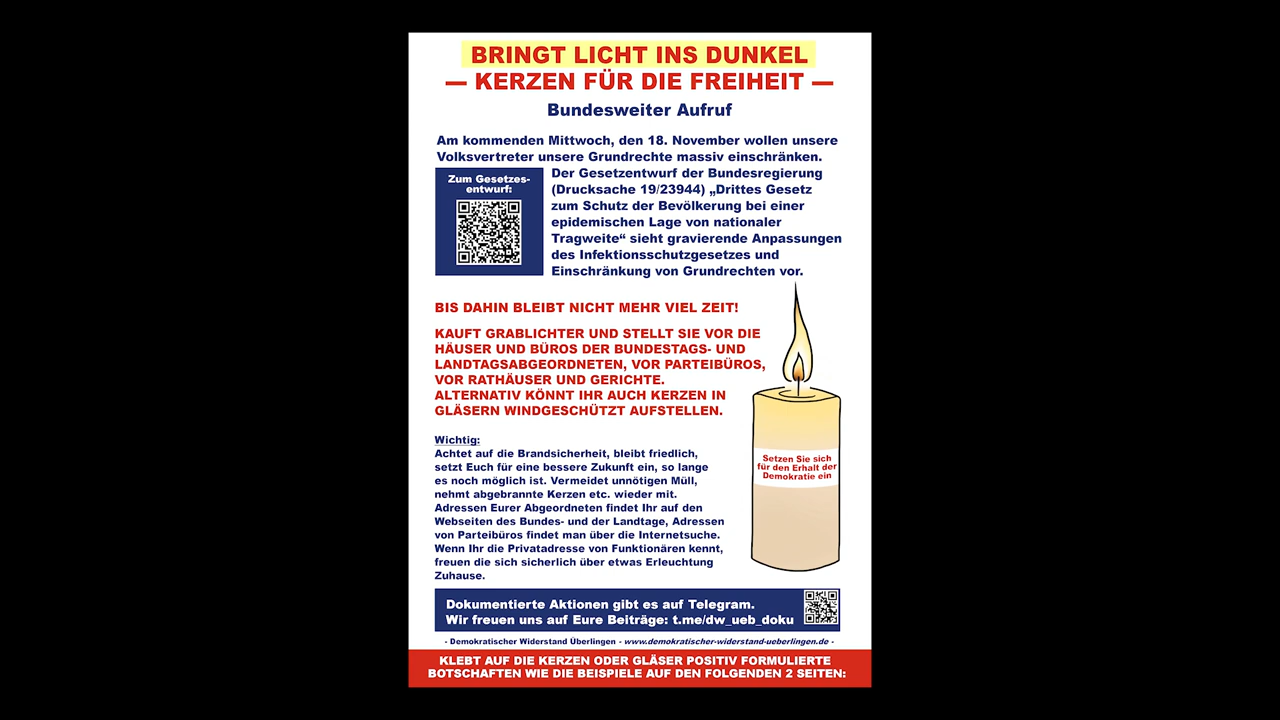 BRINGT LICHT INS DUNKEL
— KERZEN FÜR DIE FREIHEIT —
Bundesweiter Aufruf
Am kommenden Mittwoch, den 18. November wollen unsere
Volksvertreter unsere Grundrechte massiv einschränken.
Zum Gesetzes-
entwurf:
Der Gesetzentwurf der Bundesregierung
(Drucksache 19/23944) „Drittes Gesetz
zum Schutz der Bevölkerung bei einer
epidemischen Lage von nationaler
Tragweite“ sieht gravierende Anpassungen
des Infektionsschutzgesetzes und
Einschränkung von Grundrechten vor.
BIS DAHIN BLEIBT NICHT MEHR VIEL ZEIT!
KAUFT GRABLICHTER UND STELLT SIE VOR DIE
HÄUSER UND BÜROS DER BUNDESTAGS- UND
LANDTAGSABGEORDNETEN, VOR PARTEIBÜROS,
VOR RATHÄUSER UND GERICHTE.
ALTERNATIV KÖNNT IHR AUCH KERZEN IN
GLÄSERN WINDGESCHÜTZT AUFSTELLEN.
Wichtig:
Achtet auf die Brandsicherheit, bleibt friedlich,
setzt Euch für eine bessere Zukunft ein, so lange
es noch möglich ist. Vermeidet unnötigen Müll,
nehmt abgebrannte Kerzen etc. wieder mit.
Adressen Eurer Abgeordneten findet Ihr auf den
Webseiten des Bundes- und der Landtage, Adressen
von Parteibüros findet man über die Internetsuche.
Wenn Ihr die Privatadresse von Funktionären kennt,
freuen die sich sicherlich über etwas Erleuchtung
Zuhause.
Setzen Sie sich
für den Erhalt der
Demokratie ein
Dokumentierte Aktionen gibt es auf Telegram.
Wir freuen uns auf Eure Beiträge: t.me/dw_ueb_doku
- Demokratischer Widerstand Überlingen - www.demokratischer-widerstand-ueberlingen.de -
KLEBT AUF DIE KERZEN ODER GLÄSER POSITIV FORMULIERTE
BOTSCHAFTEN WIE DIE BEISPIELE AUF DEN FOLGENDEN 2 SEITEN: